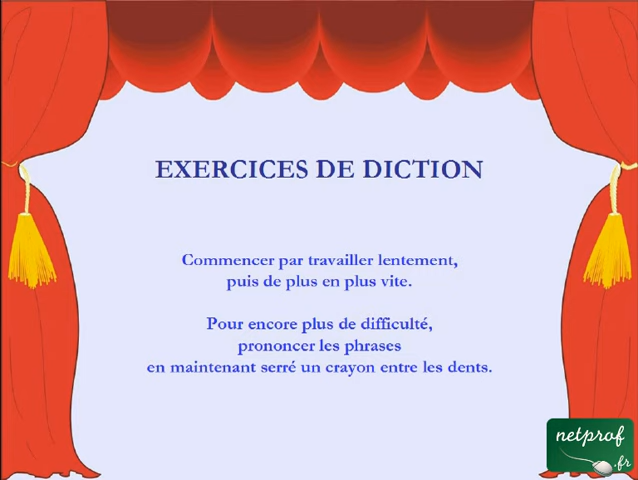 EXERCICES DE DICTION
Commencer par travailler lentement,
puis de plus en plus vite.
Pour encore plus de difficulté,
prononcer les phrases
en maintenant serré un crayon entre les dents.
netprof
.fr